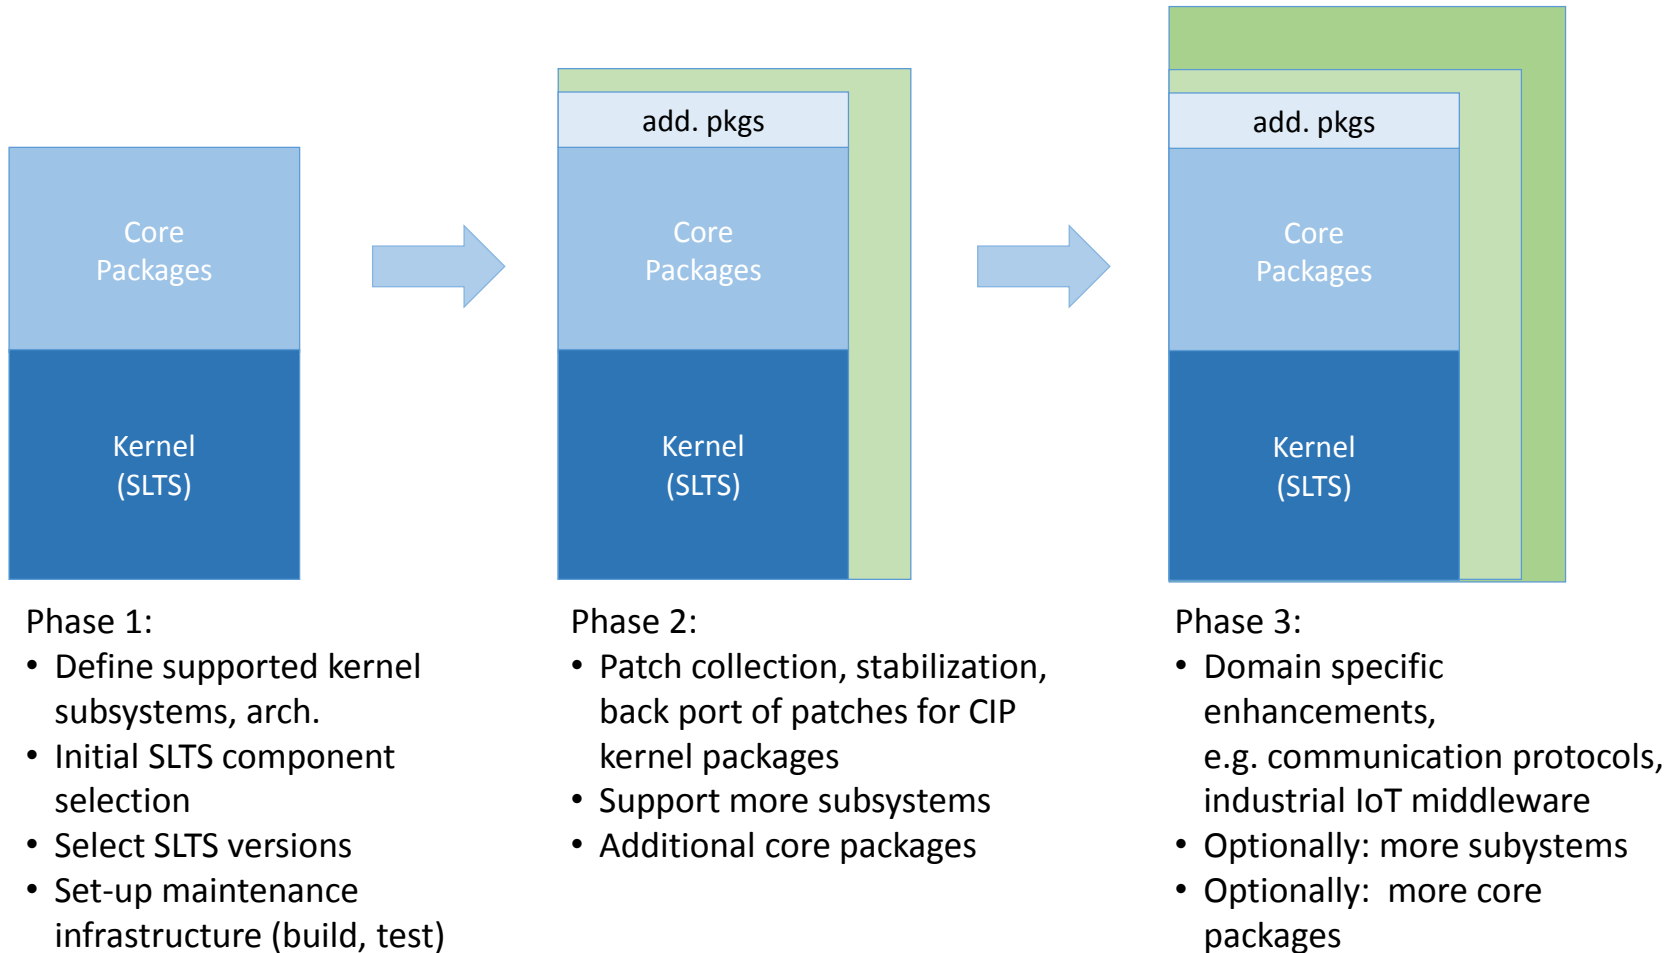 Core
Packages
Kernel
(SLTS)
add. pkgs
Core
Packages
Kernel
(SLTS)
add. pkgs
Core
Packages
Kernel
(SLTS)
Phase 1:
• Define supported kernel
subsystems, arch.
• Initial SLTS component
selection
• Select SLTS versions
• Set-up maintenance
infrastructure (build, test)
Phase 2:
• Patch collection, stabilization,
back port of patches for CIP
kernel packages
• Support more subsystems
• Additional core packages
Phase 3:
• Domain specific
enhancements,
e.g. communication protocols,
industrial IoT middleware
• Optionally: more subystems
• Optionally:  more core
packages